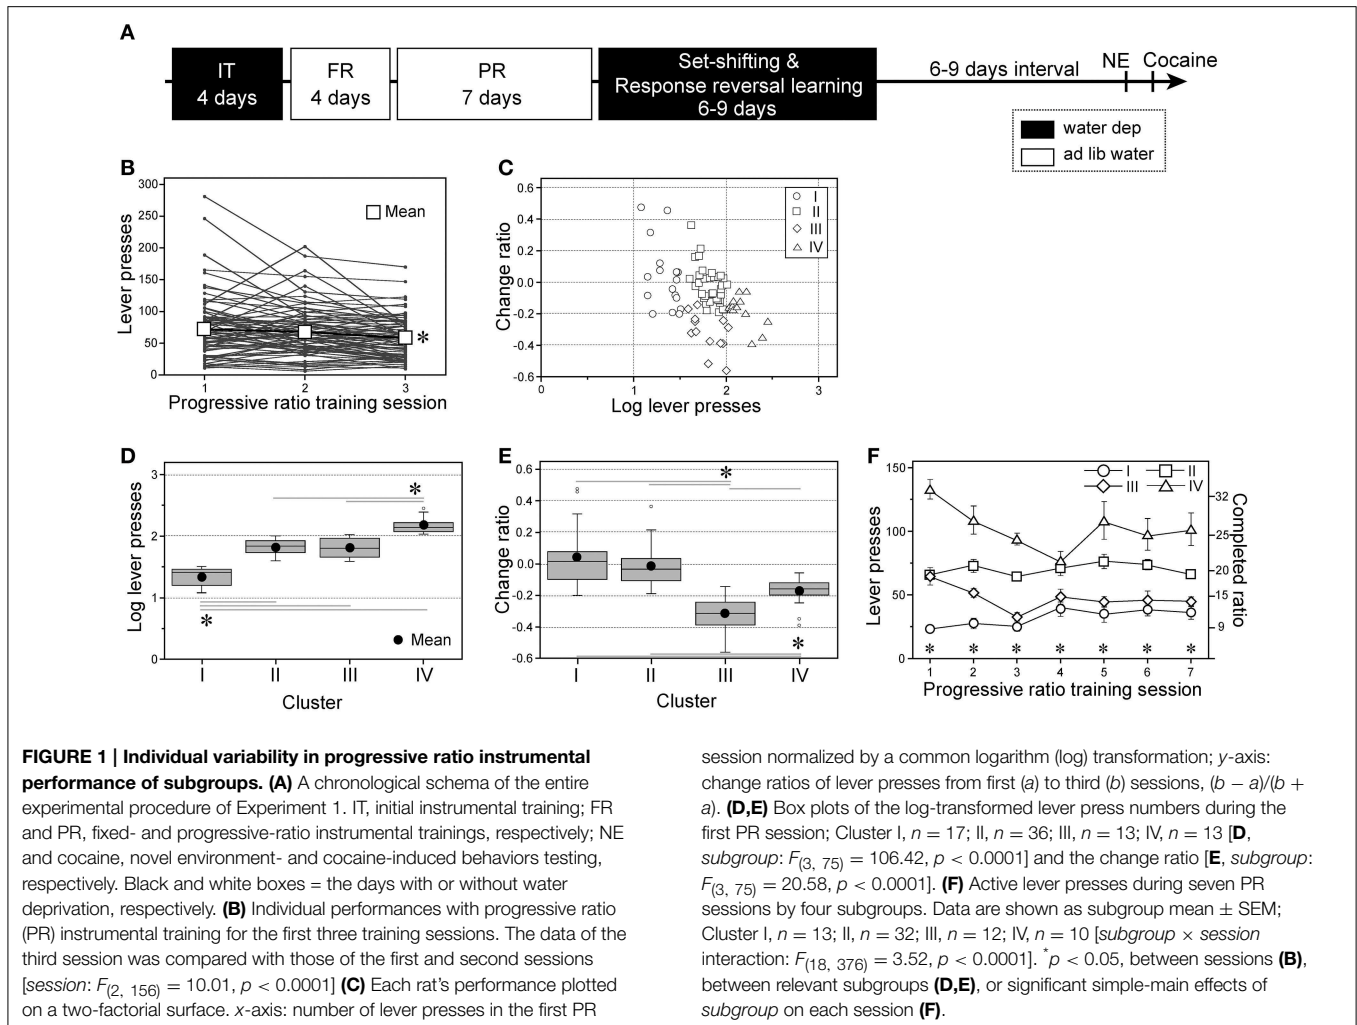 A
IT
4 days
FR
4 days
PR
7 days
Set-shifting &
Response reversal learning
6-9 days
6-9 days interval
NE
Cocaine
water dep
ad lib water
B
300
250
200
150
100
50
0
Lever presses
Mean
*
1 2 3
Progressive ratio training session
C
0.6
0.4
0.2
0.0
-0.2
-0.4
-0.6
Change ratio
I
II
III
IV
0 1 2 3
Log lever presses
D
3
2
1
0
Log lever presses
*
*
Mean
I II III IV
Cluster
E
0.6
0.4
0.2
0.0
-0.2
-0.4
-0.6
Change ratio
*
*
I II III IV
Cluster
F
150
100
50
0
Lever presses
I II
III IV
32
25
20
15
9
Completed ratio
* * * * * * *
1 2 3 4 5 6 7
Progressive ratio training session
FIGURE 1 | Individual variability in progressive ratio instrumental
performance of subgroups. (A) A chronological schema of the entire
experimental procedure of Experiment 1. IT, initial instrumental training; FR
and PR, fixed- and progressive-ratio instrumental trainings, respectively; NE
and cocaine, novel environment- and cocaine-induced behaviors testing,
respectively. Black and white boxes = the days with or without water
deprivation, respectively. (B) Individual performances with progressive ratio
(PR) instrumental training for the first three training sessions. The data of the
third session was compared with those of the first and second sessions
[session: F(2, 156) = 10.01, p < 0.0001] (C) Each rat's performance plotted
on a two-factorial surface. x-axis: number of lever presses in the first PR
session normalized by a common logarithm (log) transformation; y-axis:
change ratios of lever presses from first (a) to third (b) sessions, (b − a)/(b +
a). (D,E) Box plots of the log-transformed lever press numbers during the
first PR session; Cluster I, n = 17; II, n = 36; III, n = 13; IV, n = 13 [D,
subgroup: F(3, 75) = 106.42, p < 0.0001] and the change ratio [E, subgroup:
F(3, 75) = 20.58, p < 0.0001]. (F) Active lever presses during seven PR
sessions by four subgroups. Data are shown as subgroup mean ± SEM;
Cluster I, n = 13; II, n = 32; III, n = 12; IV, n = 10 [subgroup × session
interaction: F(18, 376) = 3.52, p < 0.0001]. *p < 0.05, between sessions (B),
between relevant subgroups (D,E), or significant simple-main effects of
subgroup on each session (F).